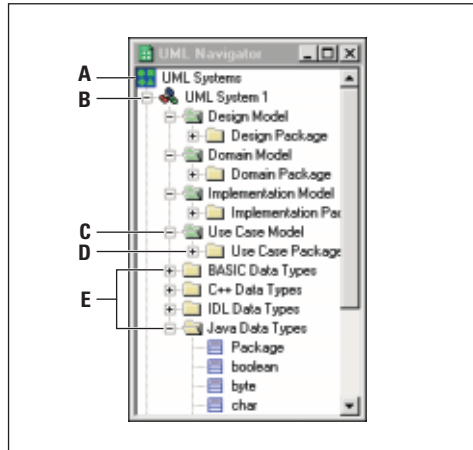 UML Navigator
A UML Systems
B UML System 1
Design Model
Design Package
Domain Model
Domain Package
Implementation Model
Implementation Pac
C Use Case Model
D Use Case Package
E BASIC Data Types
C++ Data Types
IDL Data Types
Java Data Types
Package
boolean
byte
char